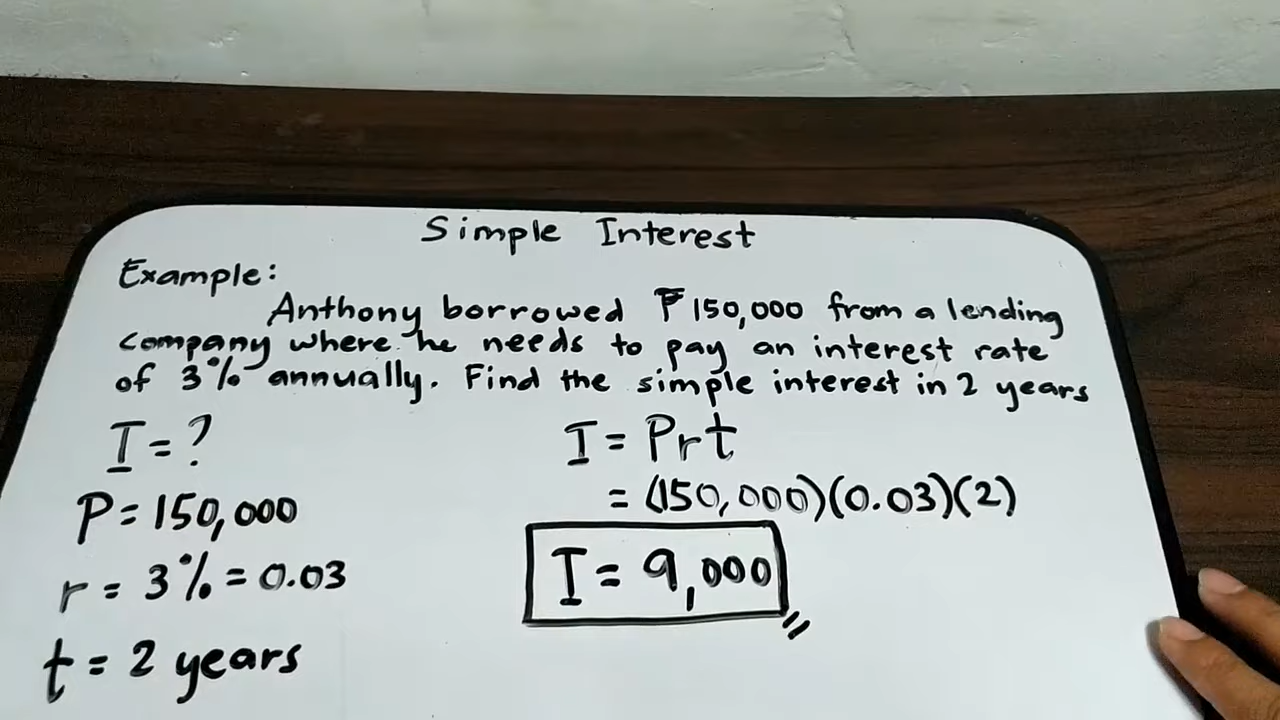 Simple Interest
Example:
Anthony borrowed ₱150,000 from a lending
company where he needs to pay an interest rate
of 3% annually. Find the simple interest in 2 years
I = ?
P = 150,000
r = 3% = 0.03
t = 2 years
I = Prt
= (150,000)(0.03)(2)
I = 9,000